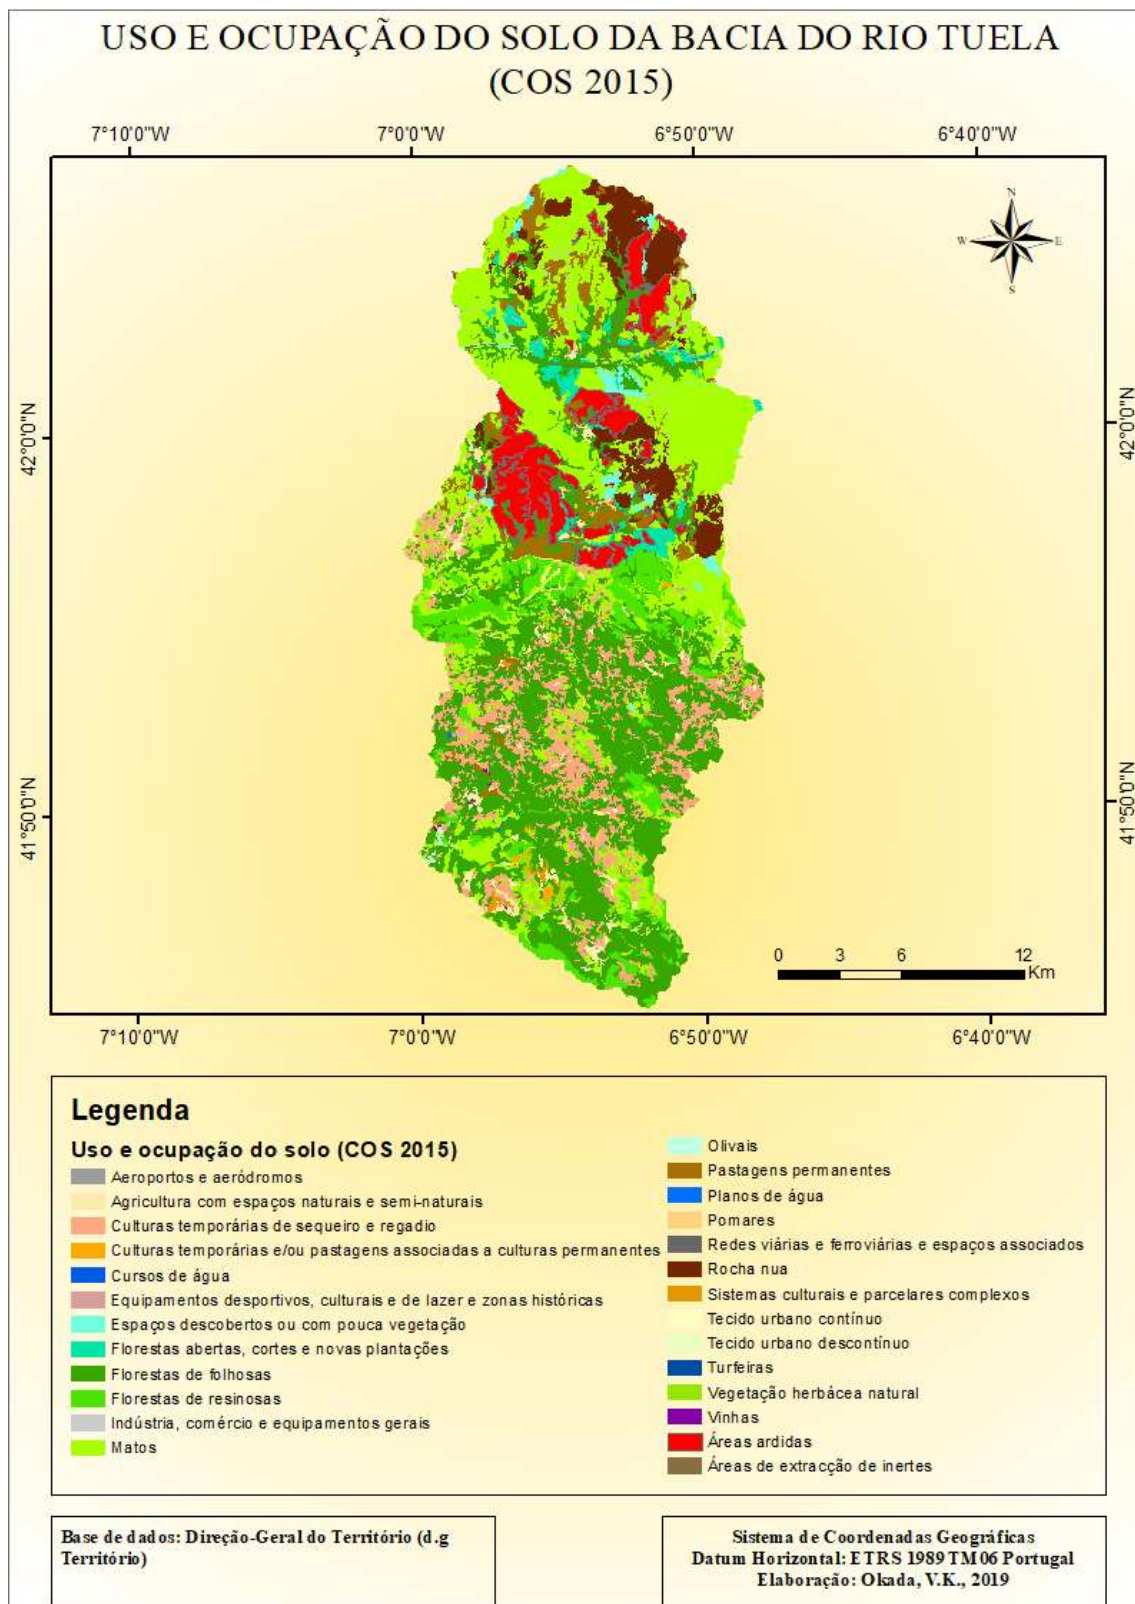 USO E OCUPAÇÃO DO SOLO DA BACIA DO RIO TUELA
(COS 2015)
7°10'0"W
7°0'0"W
6°50'0"W
6°40'0"W
N
W
E
S
42°0'0"N
42°0'0"N
41°50'0"N
41°50'0"N
0
3
6
12
Km
7°10'0"W
7°0'0"W
6°50'0"W
6°40'0"W
Legenda
Uso e ocupação do solo (COS 2015)
Aeroportos e aeródromos
Agricultura com espaços naturais e semi-naturais
Culturas temporárias de sequeiro e regadio
Culturas temporárias e/ou pastagens associadas a culturas permanentes
Cursos de água
Equipamentos desportivos, culturais e de lazer e zonas históricas
Espaços descobertos ou com pouca vegetação
Florestas abertas, cortes e novas plantações
Florestas de folhosas
Florestas de resinosas
Indústria, comércio e equipamentos gerais
Matos
Olivais
Pastagens permanentes
Planos de água
Pomares
Redes viárias e ferroviárias e espaços associados
Rocha nua
Sistemas culturais e parcelares complexos
Tecido urbano contínuo
Tecido urbano descontínuo
Turfeiras
Vegetação herbácea natural
Vinhas
Áreas ardidas
Áreas de extracção de inertes
Base de dados: Direção-Geral do Território (d.g
Território)
Sistema de Coordenadas Geográficas
Datum Horizontal: ETRS 1989 TM06 Portugal
Elaboração: Okada, V.K., 2019